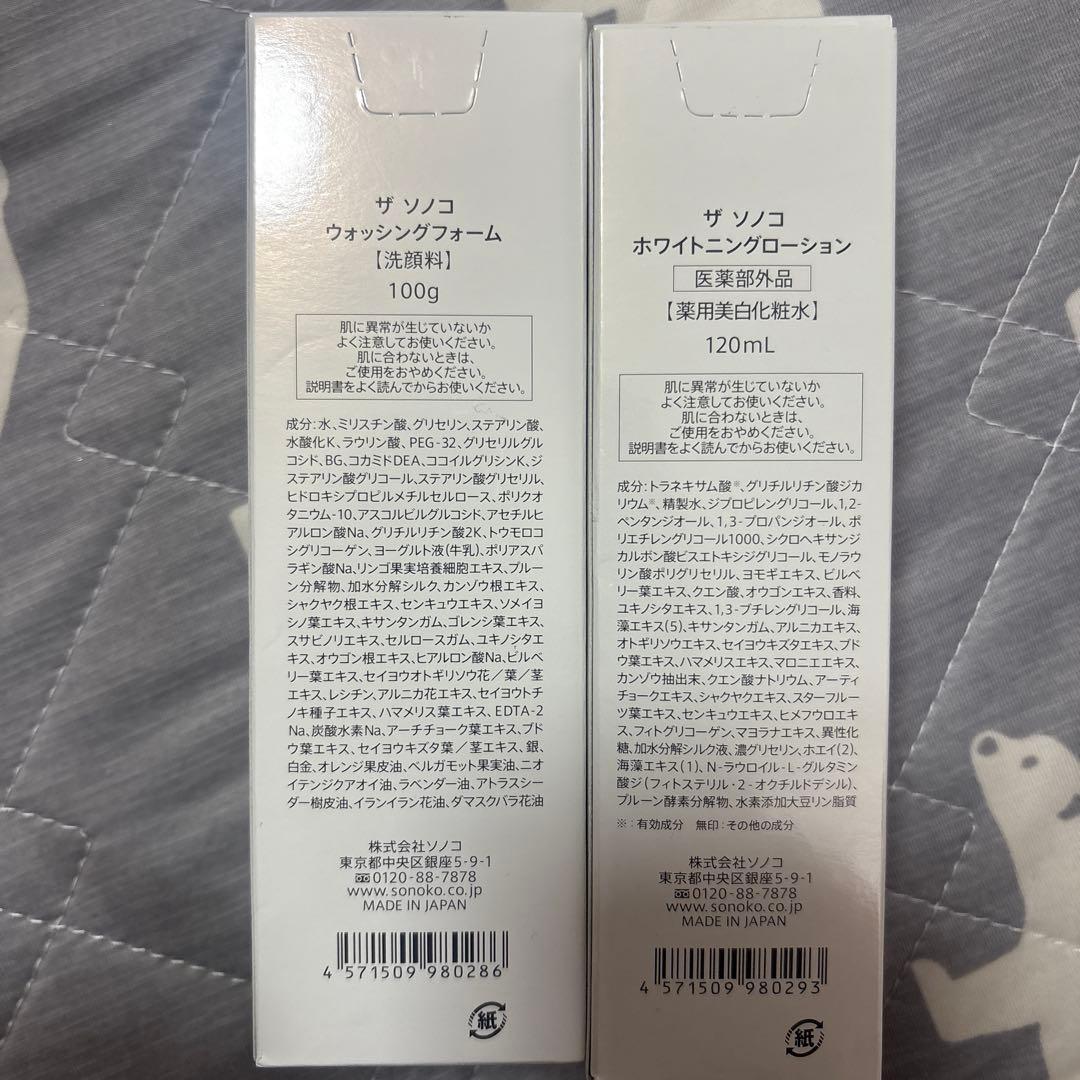 ザ ソノコ
ウォッシングフォーム
【洗顔料】
100g
肌に異常が生じていないか
よく注意してお使いください。
肌に合わないときは、
ご使用をおやめください。
説明書をよく読んでからお使いください。
成分:水、ミリスチン酸、グリセリン、ステアリン酸、
水酸化K、ラウリン酸、PEG-32、グリセリルグル
コシド、BG、コカミドDEA、ココイルグリシンK、ジ
ステアリン酸グリコール、ステアリン酸グリセリル、
ヒドロキシプロピルメチルセルロース、ポリクオ
タニウム-10、アスコルビルグルコシド、アセチルヒ
アルロン酸Na、グリチルリチン酸2K、トウモロコ
シグリコーゲン、ヨーグルト液(牛乳)、ポリアスパ
ラギン酸Na、リンゴ果実培養細胞エキス、プルー
ン分解物、加水分解シルク、カンゾウ根エキス、
シャクヤク根エキス、センキュウエキス、ソメイヨ
シノ葉エキス、キサンタンガム、ゴレンシ葉エキス、
スサビノリエキス、セルロースガム、ユキノシタエ
キス、オウゴン根エキス、ヒアルロン酸Na、ビルベ
リー葉エキス、セイヨウオトギリソウ花/葉/茎
エキス、レシチン、アルニカ花エキス、セイヨウトチ
ノキ種子エキス、ハマメリス葉エキス、EDTA-2
Na、炭酸水素Na、アーチチョーク葉エキス、ブド
ウ葉エキス、セイヨウキズタ葉/茎エキス、銀、
白金、オレンジ果皮油、ベルガモット果実油、ニオ
イテンジクアオイ油、ラベンダー油、アトラスシー
ダー樹皮油、イランイラン花油、ダマスクバラ花油
株式会社ソノコ
東京都中央区銀座5-9-1
0120-88-7878
www.sonoko.co.jp
MADE IN JAPAN
4 571509 980286
紙
ザ ソノコ
ホワイトニングローション
医薬部外品
【薬用美白化粧水】
120mL
肌に異常が生じていないか
よく注意してお使いください。
肌に合わないときは、
ご使用をおやめください。
説明書をよく読んでからお使いください。
成分:トラネキサム酸※、グリチルリチン酸ジカ
リウム※、精製水、ジプロピレングリコール、1,2-
ペンタンジオール、1,3-プロパンジオール、ポ
リエチレングリコール1000、シクロヘキサンジ
カルボン酸ビスエトキシジグリコール、モノラウ
リン酸ポリグリセリル、ヨモギエキス、ビルベ
リー葉エキス、クエン酸、オウゴンエキス、香料、
ユキノシタエキス、1,3-ブチレングリコール、海
藻エキス(5)、キサンタンガム、アルニカエキス、
オトギリソウエキス、セイヨウキズタエキス、ブド
ウ葉エキス、ハマメリスエキス、マロニエエキス、
カンゾウ抽出末、クエン酸ナトリウム、アーティ
チョークエキス、シャクヤクエキス、スターフルー
ツ葉エキス、センキュウエキス、ヒメフウロエキ
ス、フィトグリコーゲン、マヨラナエキス、異性化
糖、加水分解シルク液、濃グリセリン、ホエイ(2)、
海藻エキス(1)、N-ラウロイル-L-グルタミン
酸ジ(フィトステリル・2-オクチルドデシル)、
プルーン酵素分解物、水素添加大豆リン脂質
※:有効成分 無印:その他の成分
株式会社ソノコ
東京都中央区銀座5-9-1
0120-88-7878
www.sonoko.co.jp
MADE IN JAPAN
4 571509 980293
紙